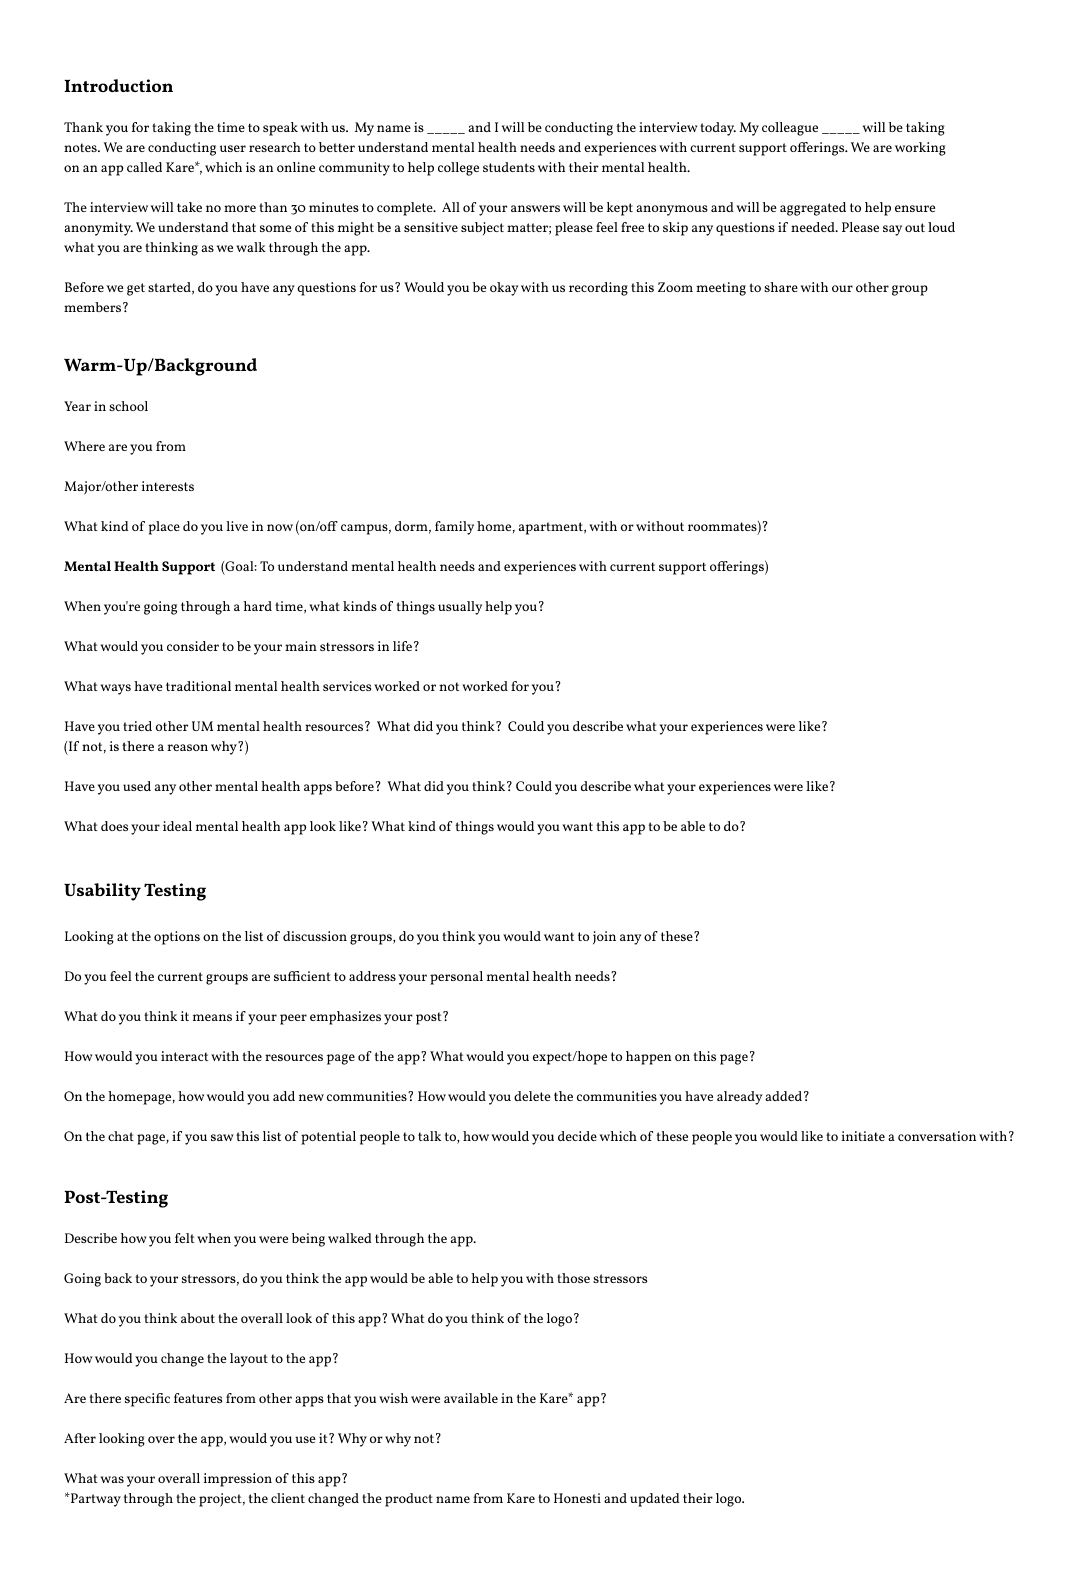 Introduction
Thank you for taking the time to speak with us.  My name is _____ and I will be conducting the interview today. My colleague _____ will be taking
notes. We are conducting user research to better understand mental health needs and experiences with current support offerings. We are working
on an app called Kare*, which is an online community to help college students with their mental health.
The interview will take no more than 30 minutes to complete.  All of your answers will be kept anonymous and will be aggregated to help ensure
anonymity. We understand that some of this might be a sensitive subject matter; please feel free to skip any questions if needed. Please say out loud
what you are thinking as we walk through the app.
Before we get started, do you have any questions for us? Would you be okay with us recording this Zoom meeting to share with our other group
members?
Warm-Up/Background
Year in school
Where are you from
Major/other interests
What kind of place do you live in now (on/off campus, dorm, family home, apartment, with or without roommates)?
Mental Health Support (Goal: To understand mental health needs and experiences with current support offerings)
When you're going through a hard time, what kinds of things usually help you?
What would you consider to be your main stressors in life?
What ways have traditional mental health services worked or not worked for you?
Have you tried other UM mental health resources?  What did you think?  Could you describe what your experiences were like?
(If not, is there a reason why?)
Have you used any other mental health apps before?  What did you think? Could you describe what your experiences were like?
What does your ideal mental health app look like? What kind of things would you want this app to be able to do?
Usability Testing
Looking at the options on the list of discussion groups, do you think you would want to join any of these?
Do you feel the current groups are sufficient to address your personal mental health needs?
What do you think it means if your peer emphasizes your post?
How would you interact with the resources page of the app? What would you expect/hope to happen on this page?
On the homepage, how would you add new communities? How would you delete the communities you have already added?
On the chat page, if you saw this list of potential people to talk to, how would you decide which of these people you would like to initiate a conversation with?
Post-Testing
Describe how you felt when you were being walked through the app.
Going back to your stressors, do you think the app would be able to help you with those stressors
What do you think about the overall look of this app? What do you think of the logo?
How would you change the layout to the app?
Are there specific features from other apps that you wish were available in the Kare* app?
After looking over the app, would you use it? Why or why not?
What was your overall impression of this app?
*Partway through the project, the client changed the product name from Kare to Honesti and updated their logo.